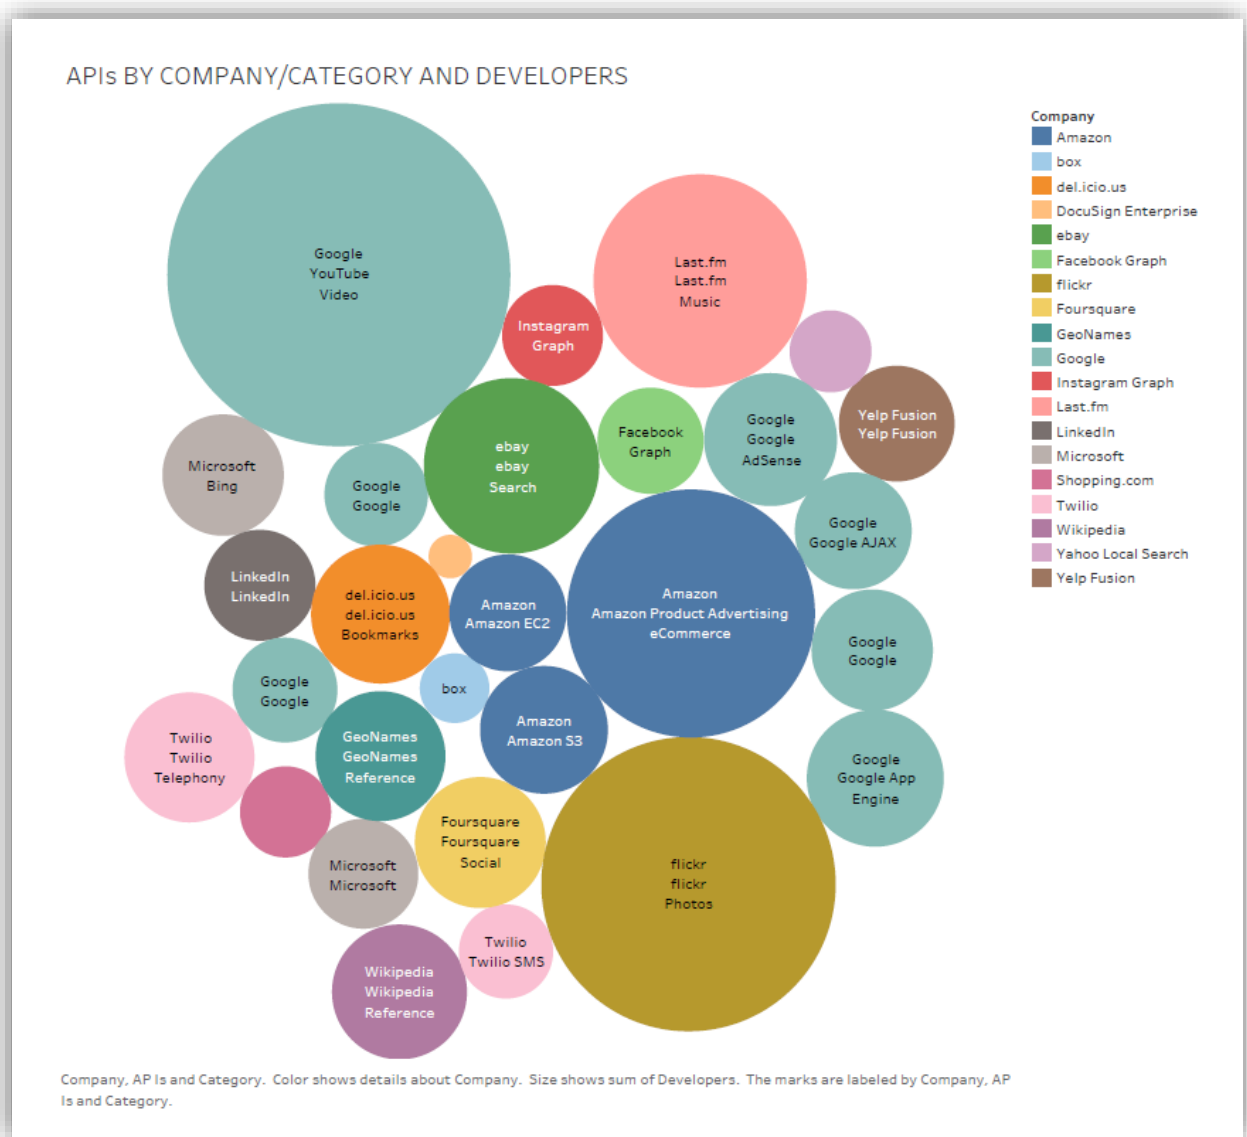 APIs BY COMPANY/CATEGORY AND DEVELOPERS
Google
YouTube
Video
Last.fm
Last.fm
Music
Instagram
Graph
Yelp Fusion
Yelp Fusion
Google
Google
AdSense
Facebook
Graph
ebay
ebay
Search
Microsoft
Bing
Google
Google
Google
Google AJAX
LinkedIn
LinkedIn
del.icio.us
del.icio.us
Bookmarks
Amazon
Amazon EC2
Amazon
Amazon Product Advertising
eCommerce
Google
Google
Google
Google
box
Amazon
Amazon S3
Twilio
Twilio
Telephony
GeoNames
GeoNames
Reference
Google
Google App
Engine
Foursquare
Foursquare
Social
Microsoft
Microsoft
flickr
flickr
Photos
Twilio
Twilio SMS
Wikipedia
Wikipedia
Reference
Company
Amazon
box
del.icio.us
DocuSign Enterprise
ebay
Facebook Graph
flickr
Foursquare
GeoNames
Google
Instagram Graph
Last.fm
LinkedIn
Microsoft
Shopping.com
Twilio
Wikipedia
Yahoo Local Search
Yelp Fusion
Company, AP Is and Category.  Color shows details about Company.  Size shows sum of Developers.  The marks are labeled by Company, AP
Is and Category.